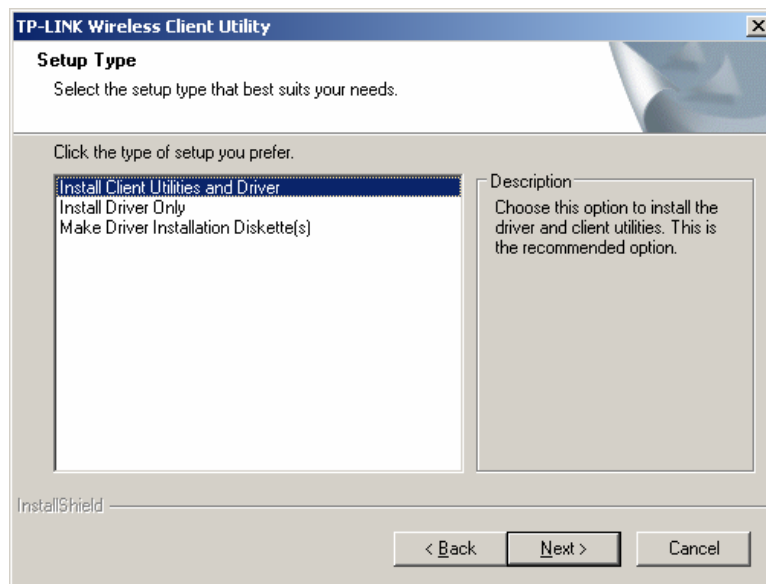 TP-LINK Wireless Client Utility
Setup Type
Select the setup type that best suits your needs.
Click the type of setup you prefer.
Install Client Utilities and Driver
Install Driver Only
Make Driver Installation Diskette(s)
Description
Choose this option to install the
driver and client utilities. This is
the recommended option.
InstallShield
< Back
Next >
Cancel